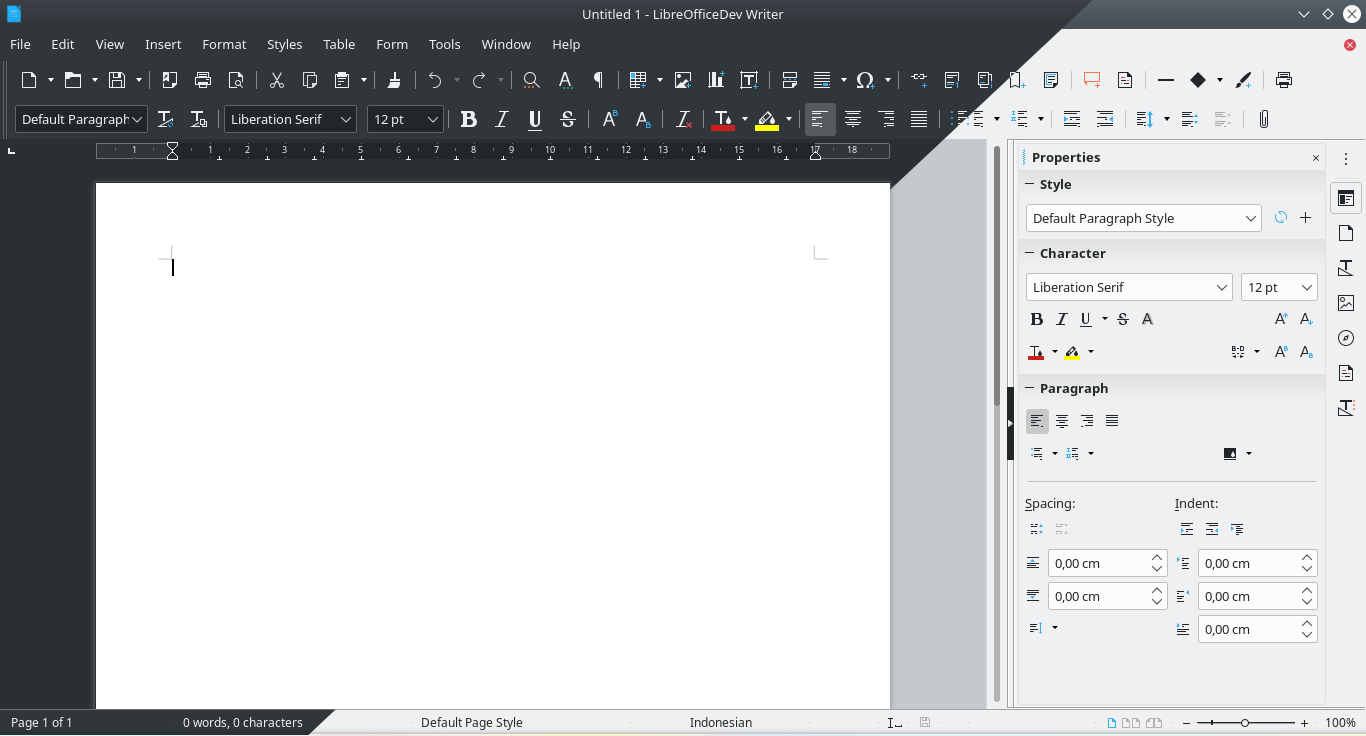 Untitled 1 - LibreOfficeDev Writer
File Edit View Insert Format Styles Table Form Tools Window Help
Default Paragraph Liberation Serif 12 pt
1 1 2 3 4 5 6 7 8 9 10 11 12 13 14 15 16 17 18
Properties
Style
Default Paragraph Style
Character
Liberation Serif 12 pt
Paragraph
Spacing: Indent:
0,00 cm 0,00 cm
0,00 cm 0,00 cm
0,00 cm
Page 1 of 1 0 words, 0 characters Default Page Style Indonesian 100%